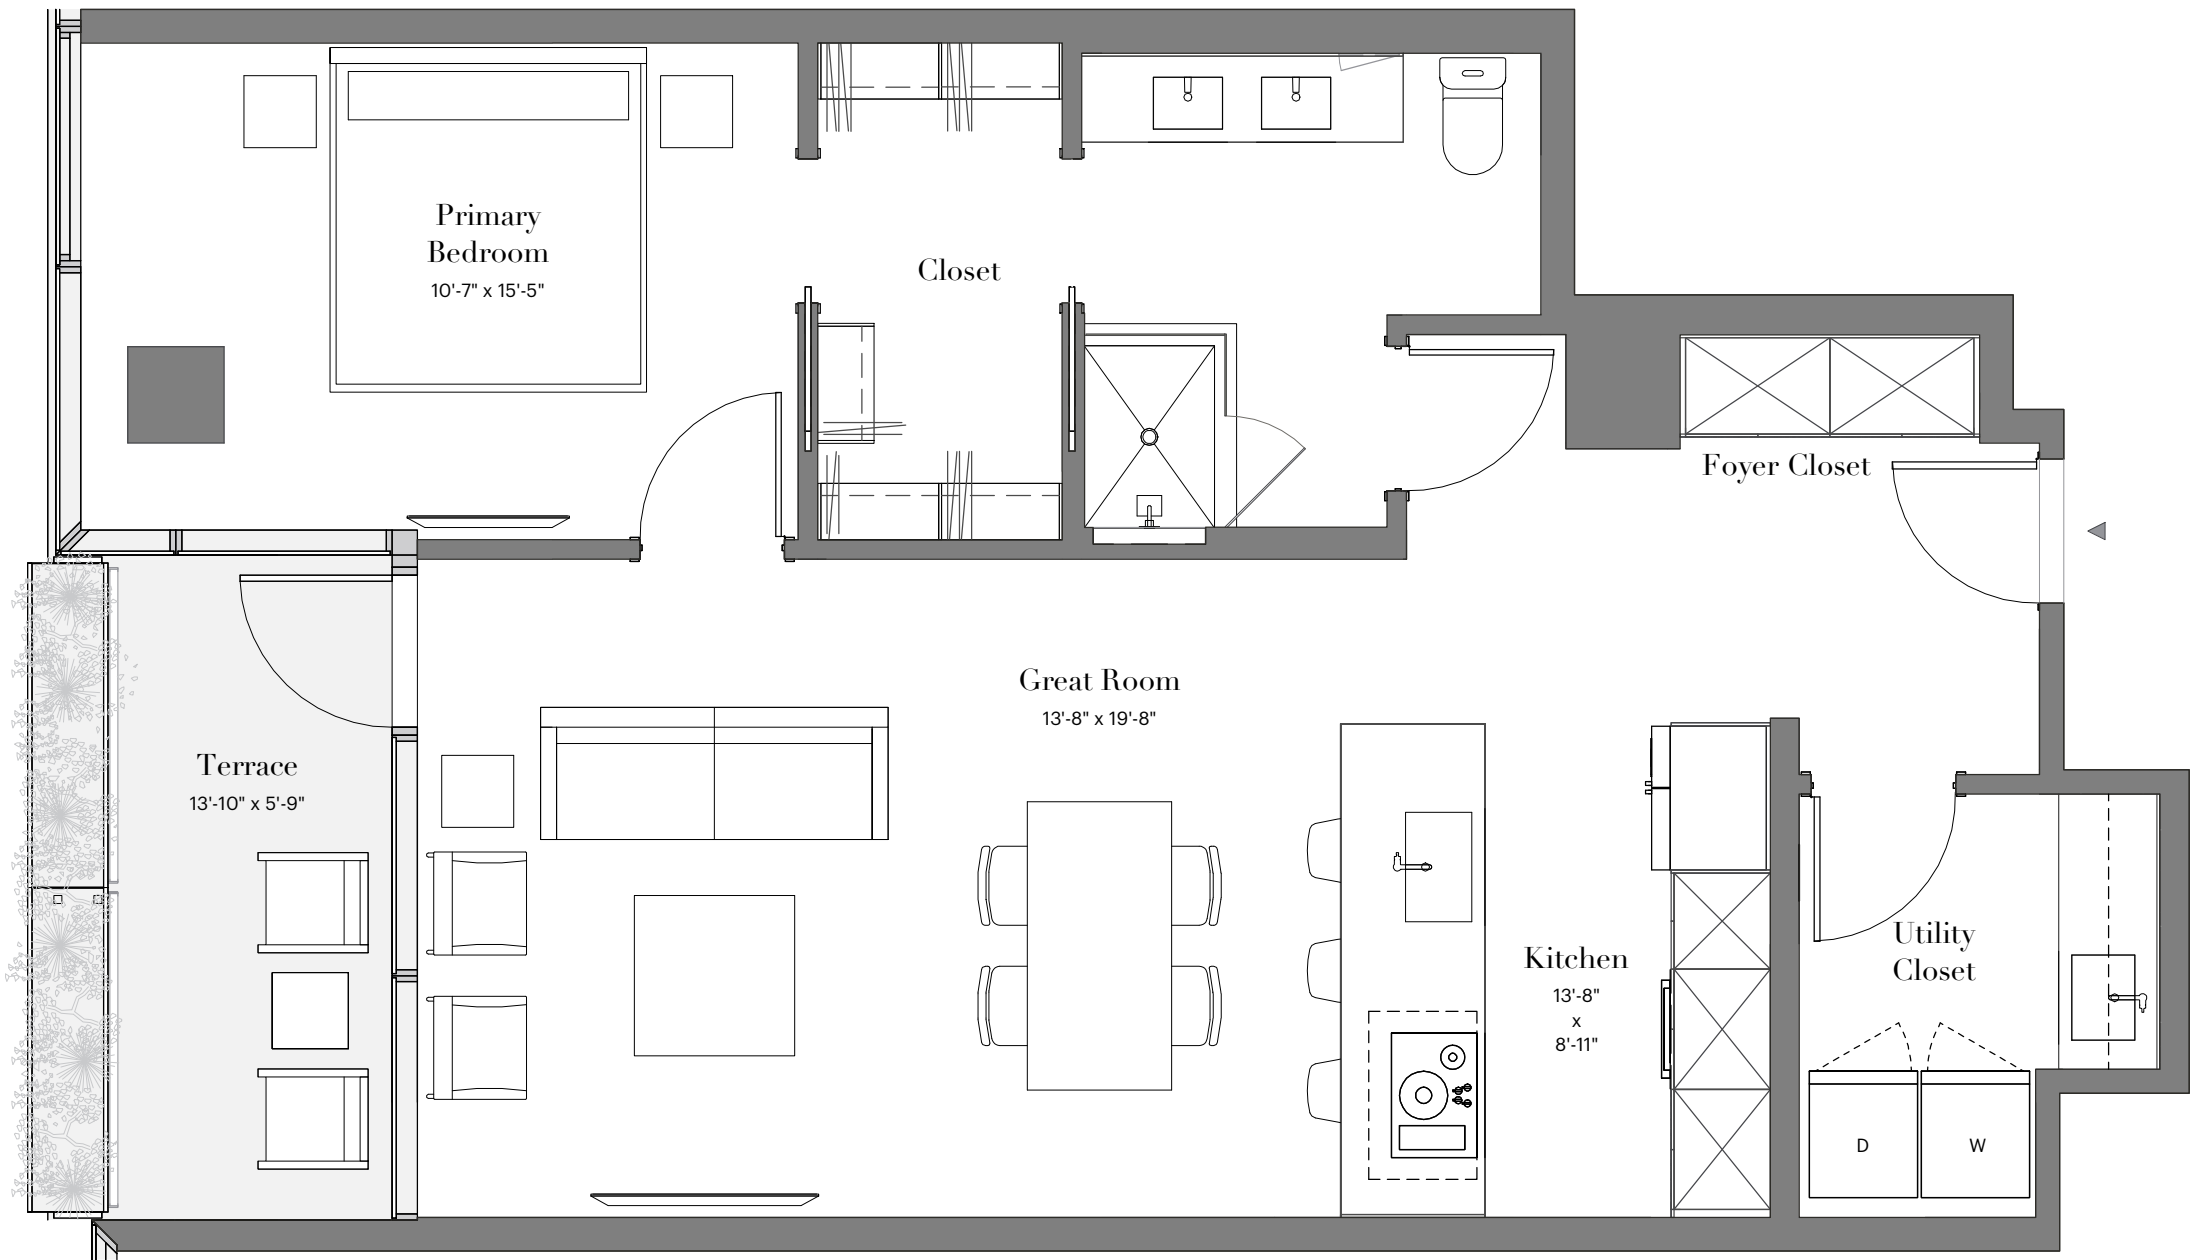 Primary
Bedroom
10'-7" x 15'-5"
Closet
Foyer Closet
Great Room
13'-8" x 19'-8"
Terrace
13'-10" x 5'-9"
Kitchen
13'-8"
x
8'-11"
Utility
Closet
D
W